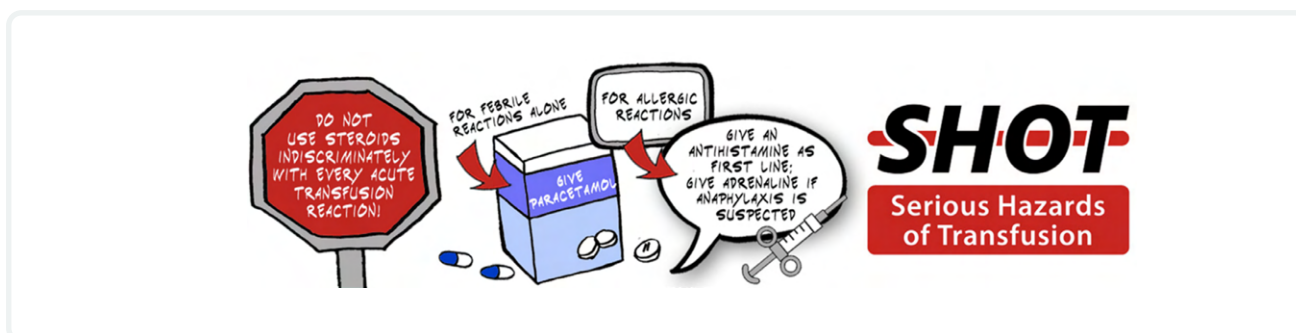 DO NOT
USE STEROIDS
INDISCRIMINATELY
WITH EVERY ACUTE
TRANSFUSION
REACTION!
FOR FEBRILE
REACTIONS ALONE
GIVE
PARACETAMOL
FOR ALLERGIC
REACTIONS
GIVE AN
ANTIHISTAMINE AS
FIRST LINE;
GIVE ADRENALINE IF
ANAPHYLAXIS IS
SUSPECTED
SHOT
Serious Hazards
of Transfusion